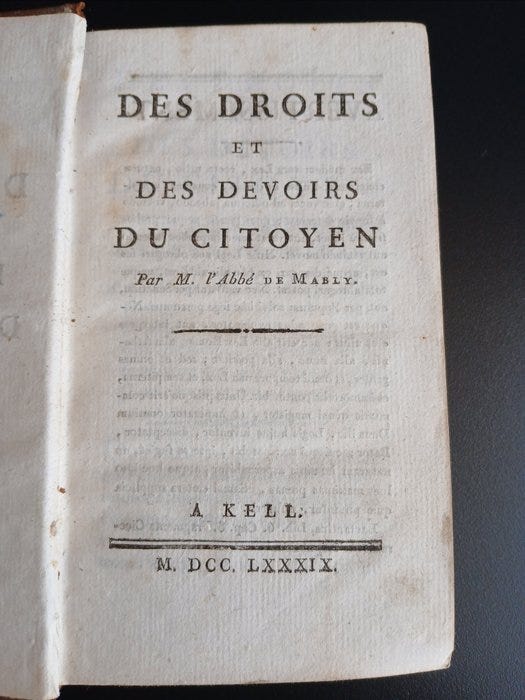 DES DROITS
ET
DES DEVOIRS
DU CITOYEN
Par M. l'Abbé DE MABLY.
A KELL.
M. DCC. LXXXIX.